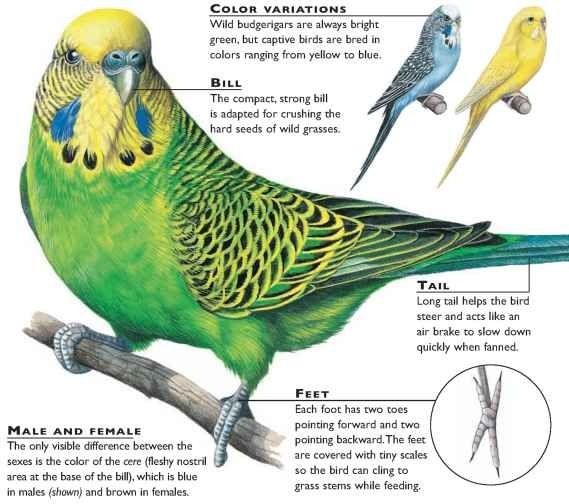 COLOR VARIATIONS
Wild budgerigars are always bright
green, but captive birds are bred in
colors ranging from yellow to blue.
BILL
The compact, strong bill
is adapted for crushing the
hard seeds of wild grasses.
TAIL
Long tail helps the bird
steer and acts like an
air brake to slow down
quickly when fanned.
FEET
Each foot has two toes
pointing forward and two
pointing backward. The feet
are covered with tiny scales
so the bird can cling to
grass stems while feeding.
MALE AND FEMALE
The only visible difference between the
sexes is the color of the cere (fleshy nostril
area at the base of the bill), which is blue
in males (shown) and brown in females.